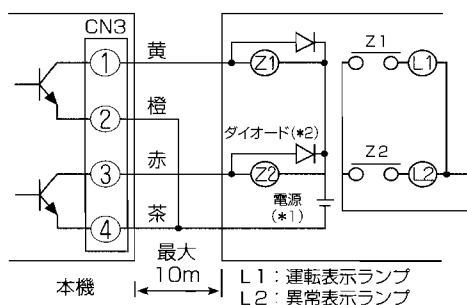 CN3
① 黄
② 橙
③ 赤
④ 茶
Z1
Z1
L1
ダイオード(*2)
Z2
Z2
L2
電源
(*1)
最大
10m
本機
L1:運転表示ランプ
L2:異常表示ランプ